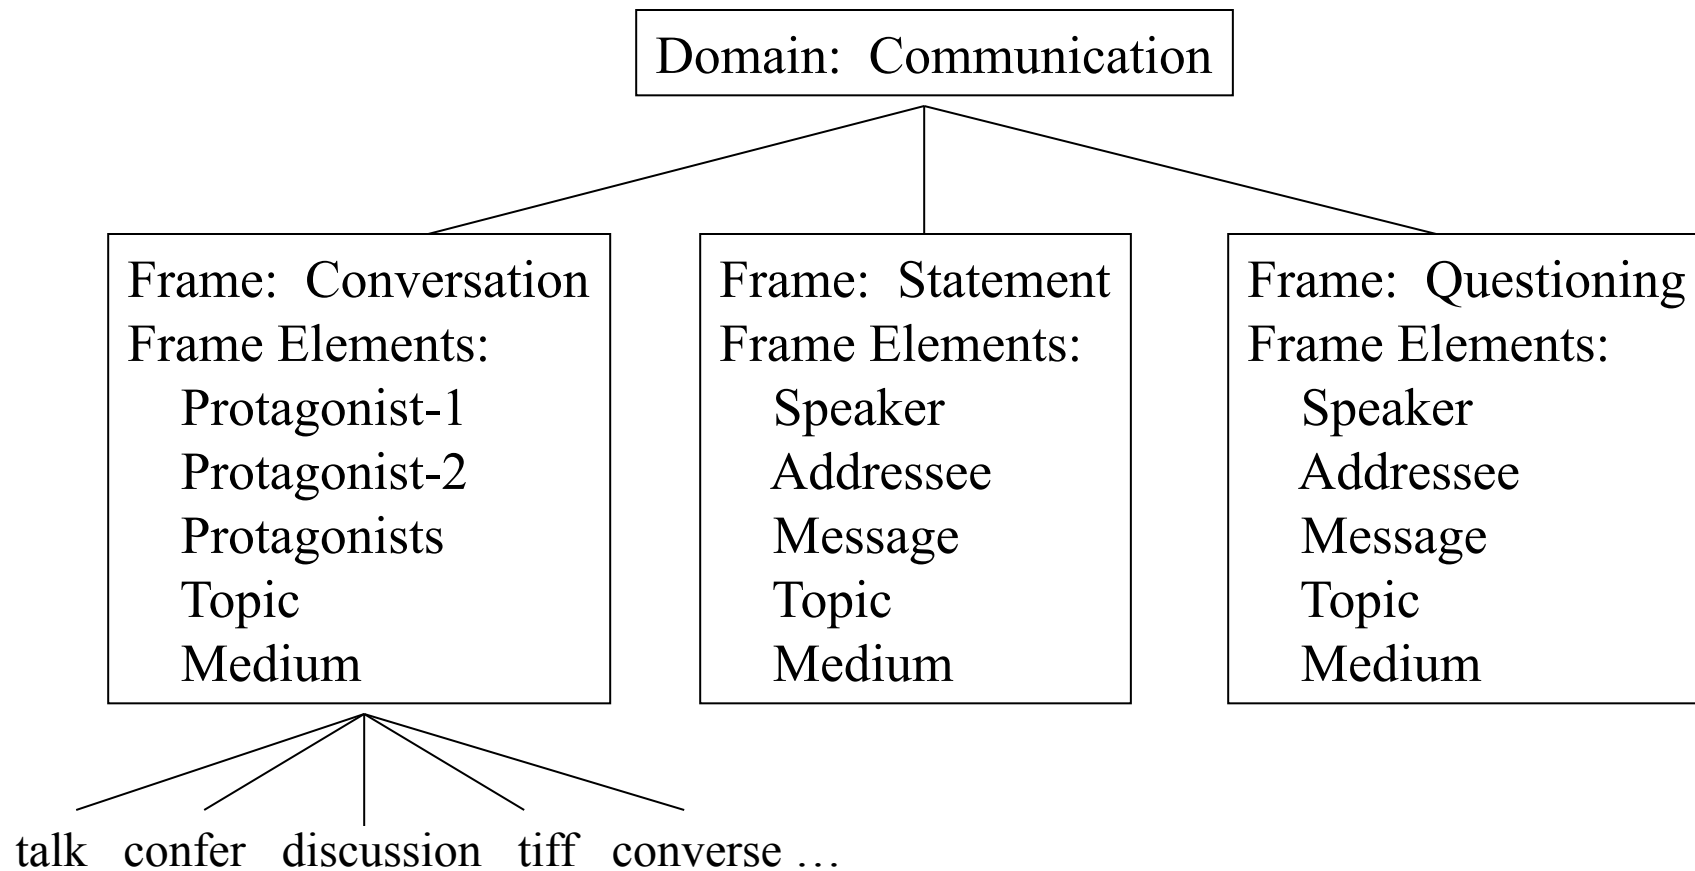 Domain: Communication
Frame: Conversation
Frame Elements:
Protagonist-1
Protagonist-2
Protagonists
Topic
Medium
Frame: Statement
Frame Elements:
Speaker
Addressee
Message
Topic
Medium
Frame: Questioning
Frame Elements:
Speaker
Addressee
Message
Topic
Medium
talk confer discussion tiff converse …